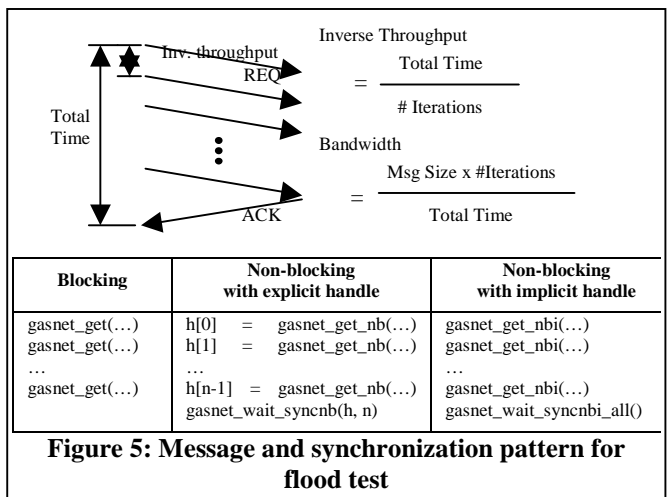 Inverse Throughput
Inv. throughput
REQ
= Total Time
# Iterations
Total
Time
Bandwidth
= Msg Size x #Iterations
Total Time
ACK
Blocking
Non-blocking
with explicit handle
Non-blocking
with implicit handle
gasnet_get(…)
gasnet_get(…)
…
gasnet_get(…)
h[0] = gasnet_get_nb(…)
h[1] = gasnet_get_nb(…)
…
h[n-1] = gasnet_get_nb(…)
gasnet_wait_syncnb(h, n)
gasnet_get_nbi(…)
gasnet_get_nbi(…)
…
gasnet_get_nbi(…)
gasnet_wait_syncnbi_all()
Figure 5: Message and synchronization pattern for
flood test